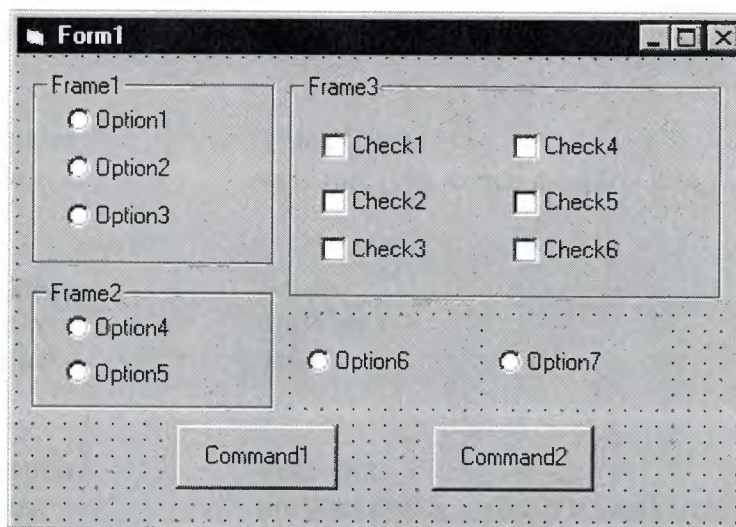 Form1
Frame1
Option1
Option2
Option3
Frame3
Check1
Check4
Check2
Check5
Check3
Check6
Frame2
Option4
Option5
Option6
Option7
Command1
Command2